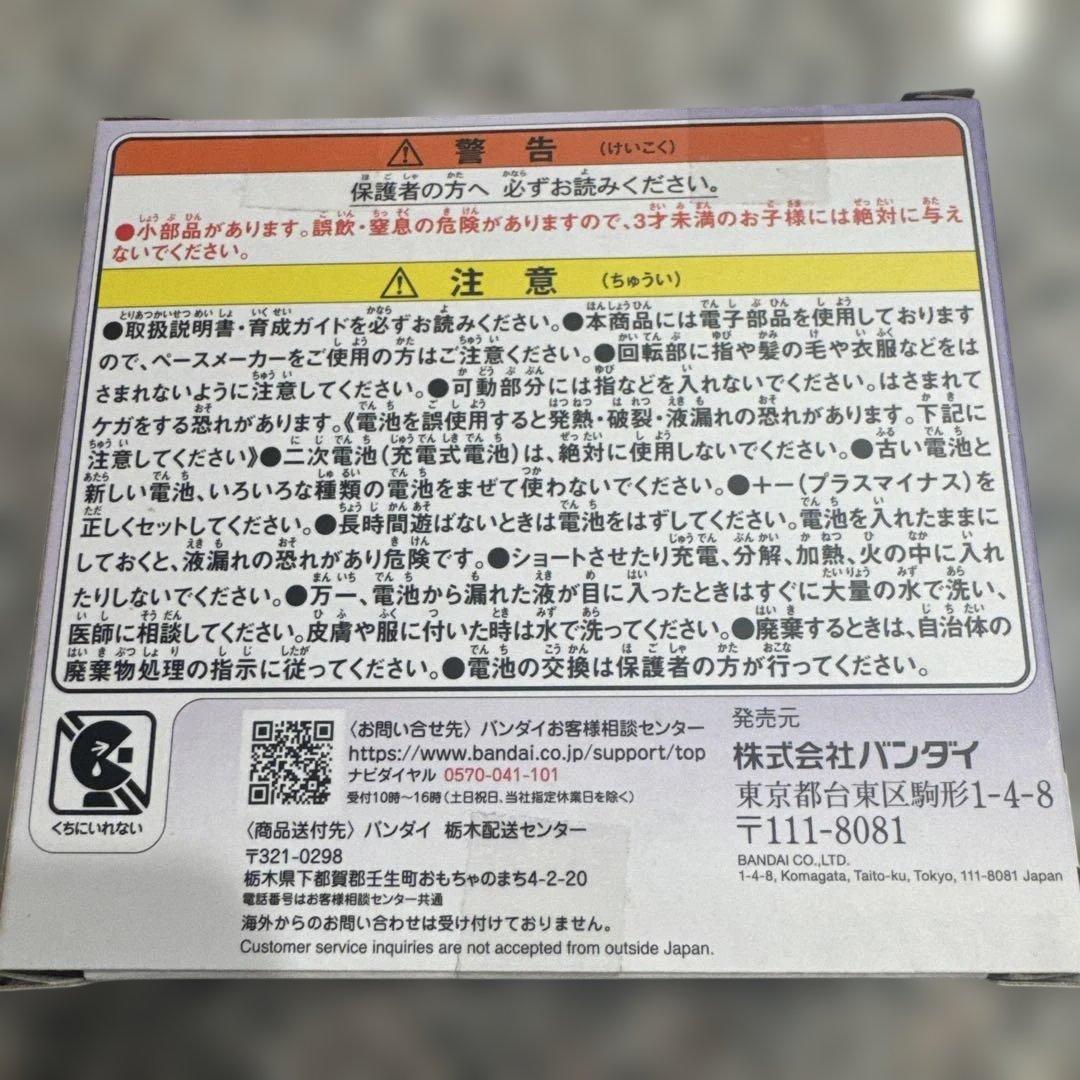 ⚠ 警告 (けいこく)
保護者の方へ 必ずお読みください。
●小部品があります。誤飲・窒息の危険がありますので、3才未満のお子様には絶対に与え
ないでください。
⚠ 注意 (ちゅうい)
●取扱説明書・育成ガイドを必ずお読みください。●本商品には電子部品を使用しております
ので、ペースメーカーをご使用の方はご注意ください。●回転部に指や髪の毛や衣服などをは
さまれないように注意してください。●可動部分には指などを入れないでください。はさまれて
ケガをする恐れがあります。《電池を誤使用すると発熱・破裂・液漏れの恐れがあります。下記に
注意してください》●二次電池(充電式電池)は、絶対に使用しないでください。●古い電池と
新しい電池、いろいろな種類の電池をまぜて使わないでください。●+ー(プラスマイナス)を
正しくセットしてください。●長時間遊ばないときは電池をはずしてください。電池を入れたままに
しておくと、液漏れの恐れがあり危険です。●ショートさせたり充電、分解、加熱、火の中に入れ
たりしないでください。●万一、電池から漏れた液が目に入ったときはすぐに大量の水で洗い、
医師に相談してください。皮膚や服に付いた時は水で洗ってください。●廃棄するときは、自治体の
廃棄物処理の指示に従ってください。●電池の交換は保護者の方が行ってください。
くちにいれない
〈お問い合せ先〉バンダイお客様相談センター
https://www.bandai.co.jp/support/top
ナビダイヤル 0570-041-101
受付10時〜16時(土日祝日、当社指定休業日を除く)
〈商品送付先〉バンダイ 栃木配送センター
〒321-0298
栃木県下都賀郡壬生町おもちゃのまち4-2-20
電話番号はお客様相談センター共通
海外からのお問い合わせは受け付けておりません。
Customer service inquiries are not accepted from outside Japan.
発売元
株式会社バンダイ
東京都台東区駒形1-4-8
〒111-8081
BANDAI CO.,LTD.
1-4-8, Komagata, Taito-ku, Tokyo, 111-8081 Japan